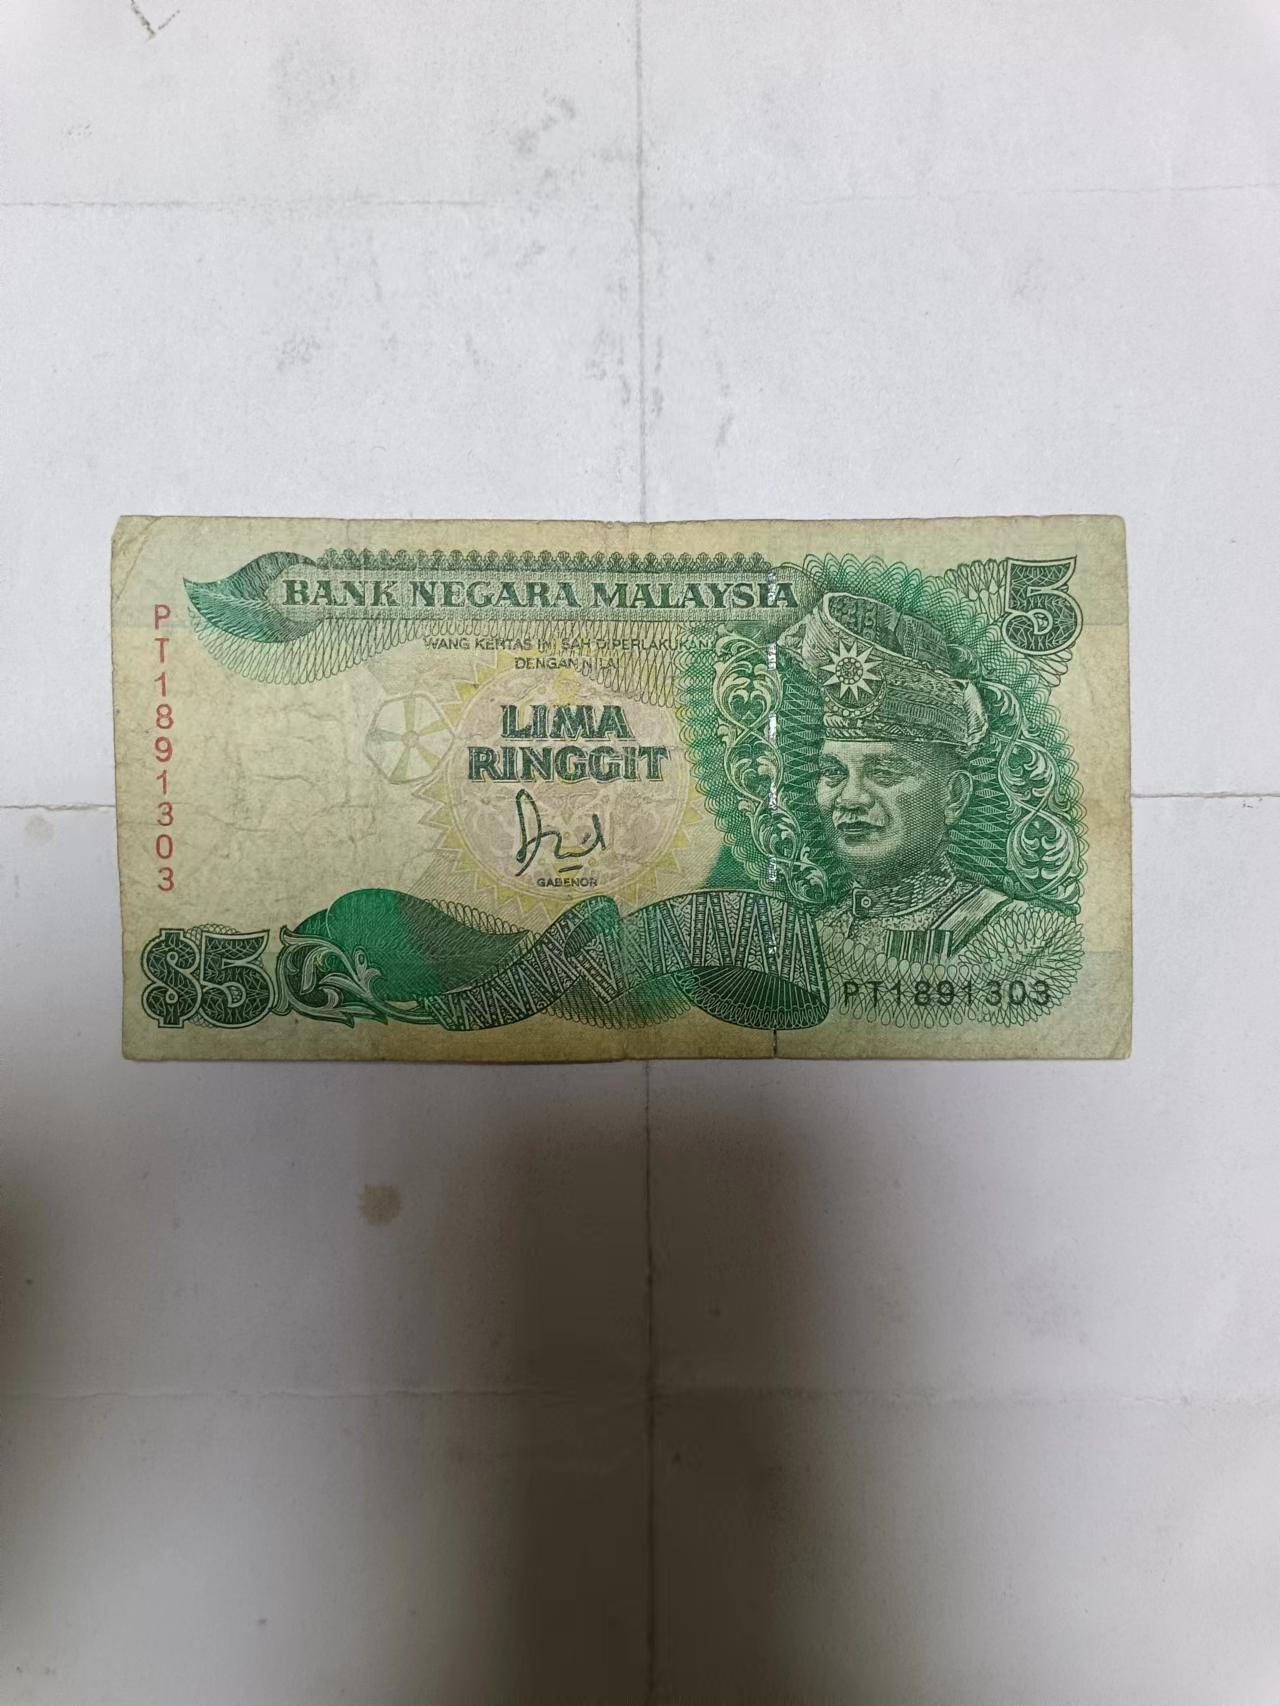 BANK NEGARA MALAYSIA
5
WANG KERTAS INI SAH DIPERLAKUKAN
DENGAN NILAI
LIMA
RINGGIT
GABENOR
PT1891303
$5
PT1891303